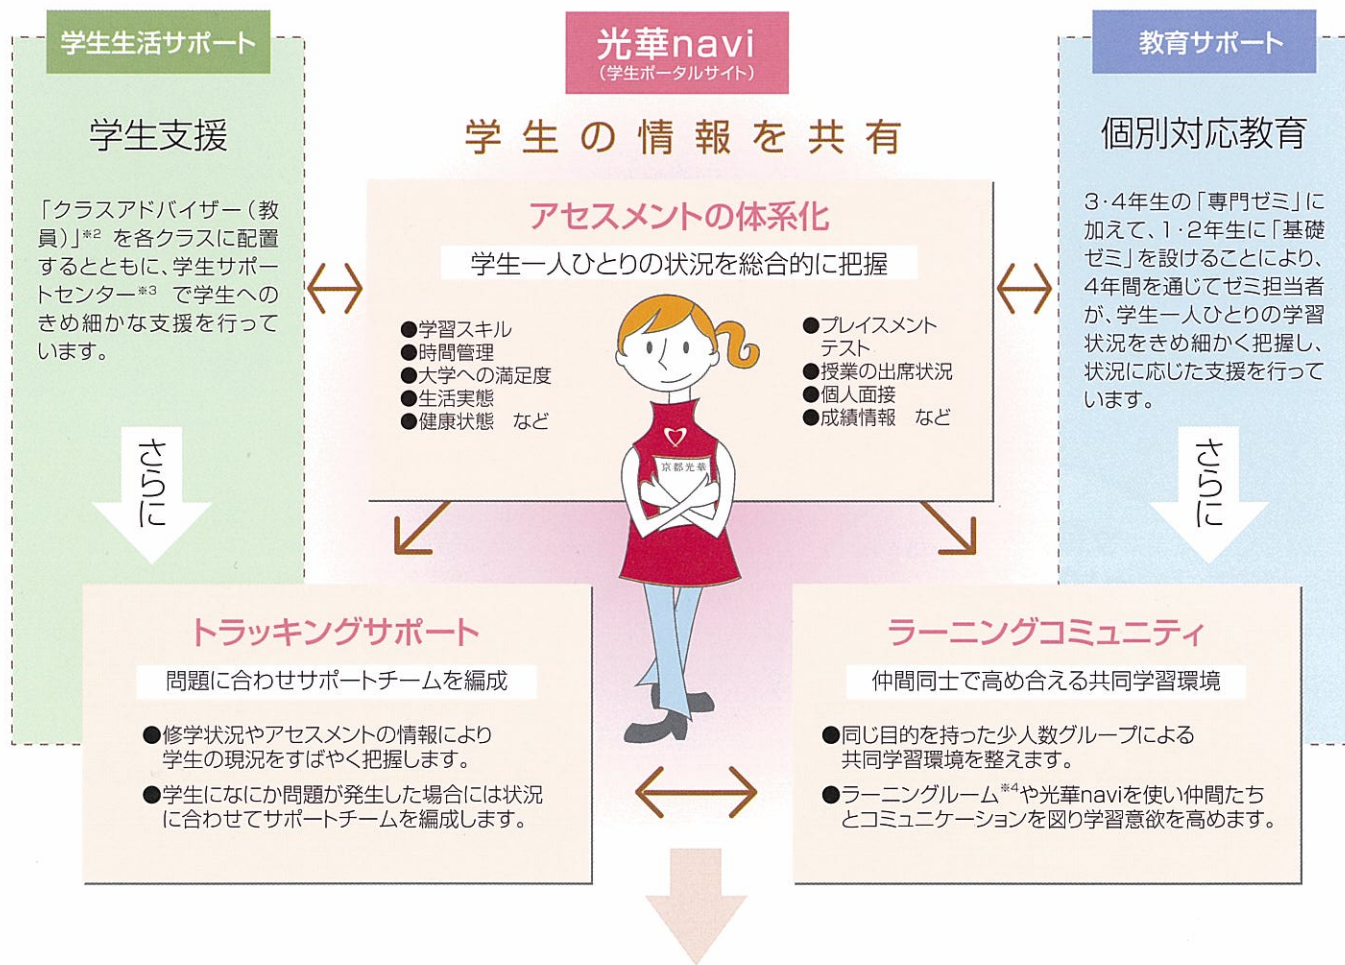 学生生活サポート
学生支援
「クラスアドバイザー(教
員)」※2 を各クラスに配置
するとともに、学生サポー
トセンター※3 で学生への
きめ細かな支援を行って
います。
さらに
光華navi
(学生ポータルサイト)
学生の情報を共有
アセスメントの体系化
学生一人ひとりの状況を総合的に把握
●学習スキル
●時間管理
●大学への満足度
●生活実態
●健康状態 など
●プレイスメント
テスト
●授業の出席状況
●個人面接
●成績情報 など
京都光華
教育サポート
個別対応教育
3・4年生の「専門ゼミ」に
加えて、1・2年生に「基礎
ゼミ」を設けることにより、
4年間を通じてゼミ担当者
が、学生一人ひとりの学習
状況をきめ細かく把握し、
状況に応じた支援を行って
います。
さらに
トラッキングサポート
問題に合わせサポートチームを編成
●修学状況やアセスメントの情報により
学生の現況をすばやく把握します。
●学生になにか問題が発生した場合には状況
に合わせてサポートチームを編成します。
ラーニングコミュニティ
仲間同士で高め合える共同学習環境
●同じ目的を持った少人数グループによる
共同学習環境を整えます。
●ラーニングルーム※4や光華naviを使い仲間たち
とコミュニケーションを図り学習意欲を高めます。